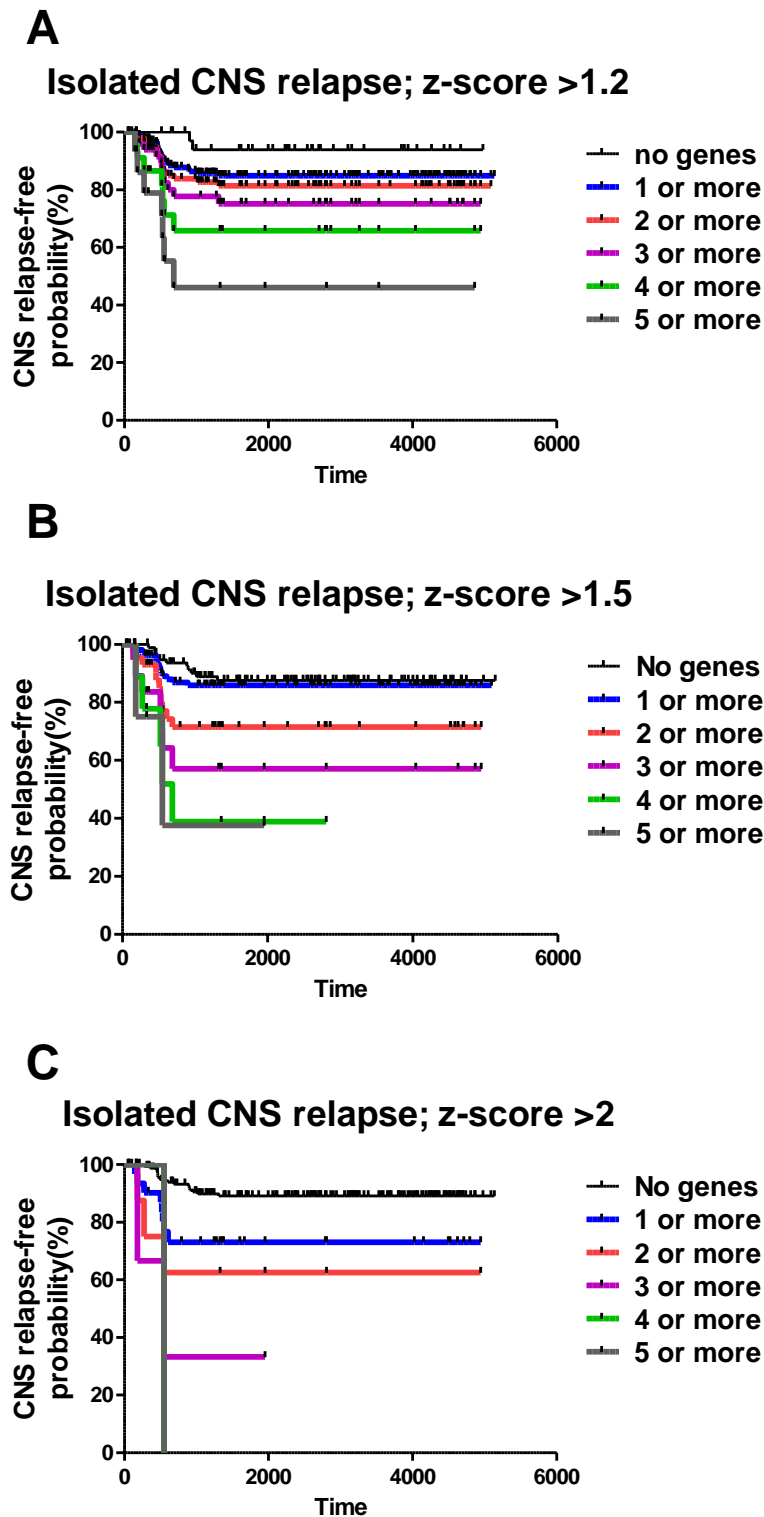 A
Isolated CNS relapse; z-score >1.2
CNS relapse-free
probability(%)
100
80
60
40
20
0
0 2000 4000 6000
Time
no genes
1 or more
2 or more
3 or more
4 or more
5 or more
B
Isolated CNS relapse; z-score >1.5
CNS relapse-free
probability(%)
100
80
60
40
20
0
0 2000 4000 6000
Time
No genes
1 or more
2 or more
3 or more
4 or more
5 or more
C
Isolated CNS relapse; z-score >2
CNS relapse-free
probability(%)
100
80
60
40
20
0
0 2000 4000 6000
Time
No genes
1 or more
2 or more
3 or more
4 or more
5 or more